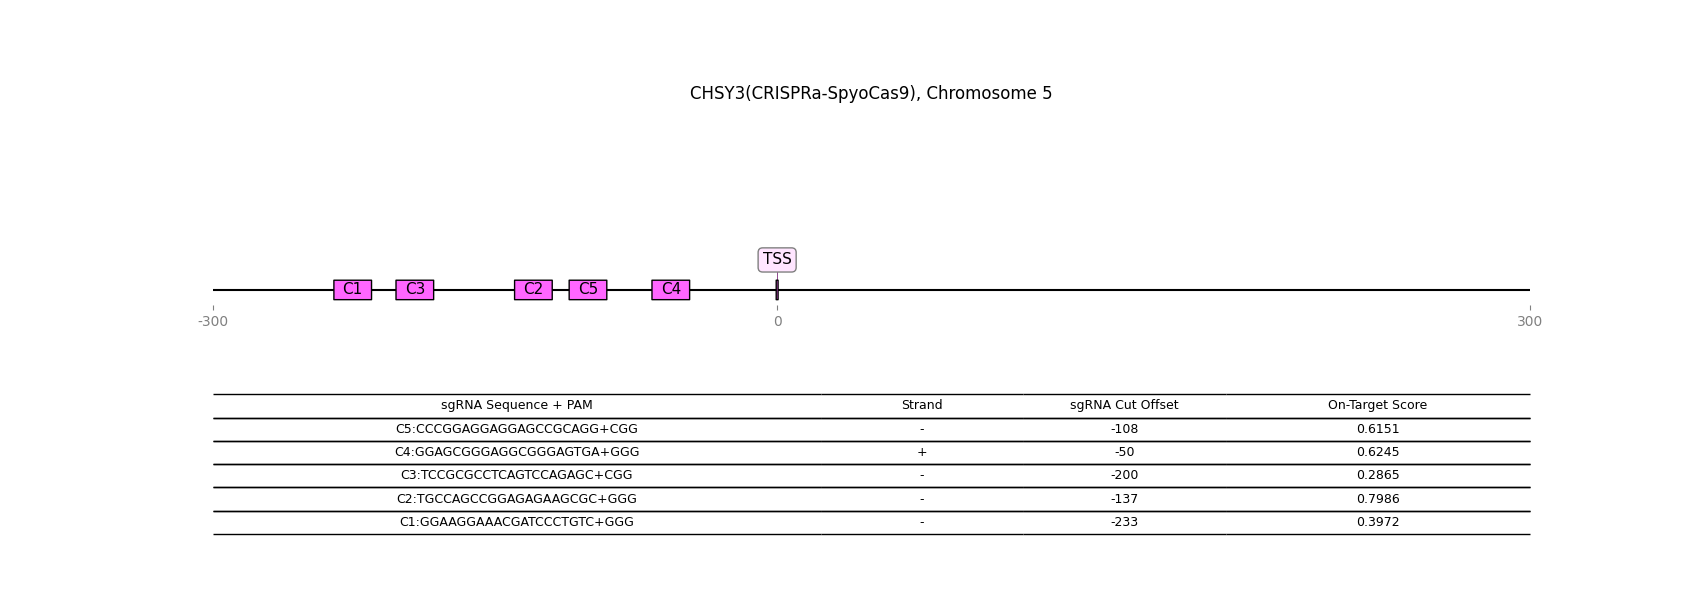 CHSY3(CRISPRa-SpyoCas9), Chromosome 5
TSS
C1 C3 C2 C5 C4
-300 0 300
sgRNA Sequence + PAM Strand sgRNA Cut Offset On-Target Score
C5:CCCGGAGGAGGAGCCGCAGG+CGG - -108 0.6151
C4:GGAGCGGGAGGCGGGAGTGA+GGG + -50 0.6245
C3:TCCGCGCCTCAGTCCAGAGC+CGG - -200 0.2865
C2:TGCCAGCCGGAGAGAAGCGC+GGG - -137 0.7986
C1:GGAAGGAAACGATCCCTGTC+GGG - -233 0.3972